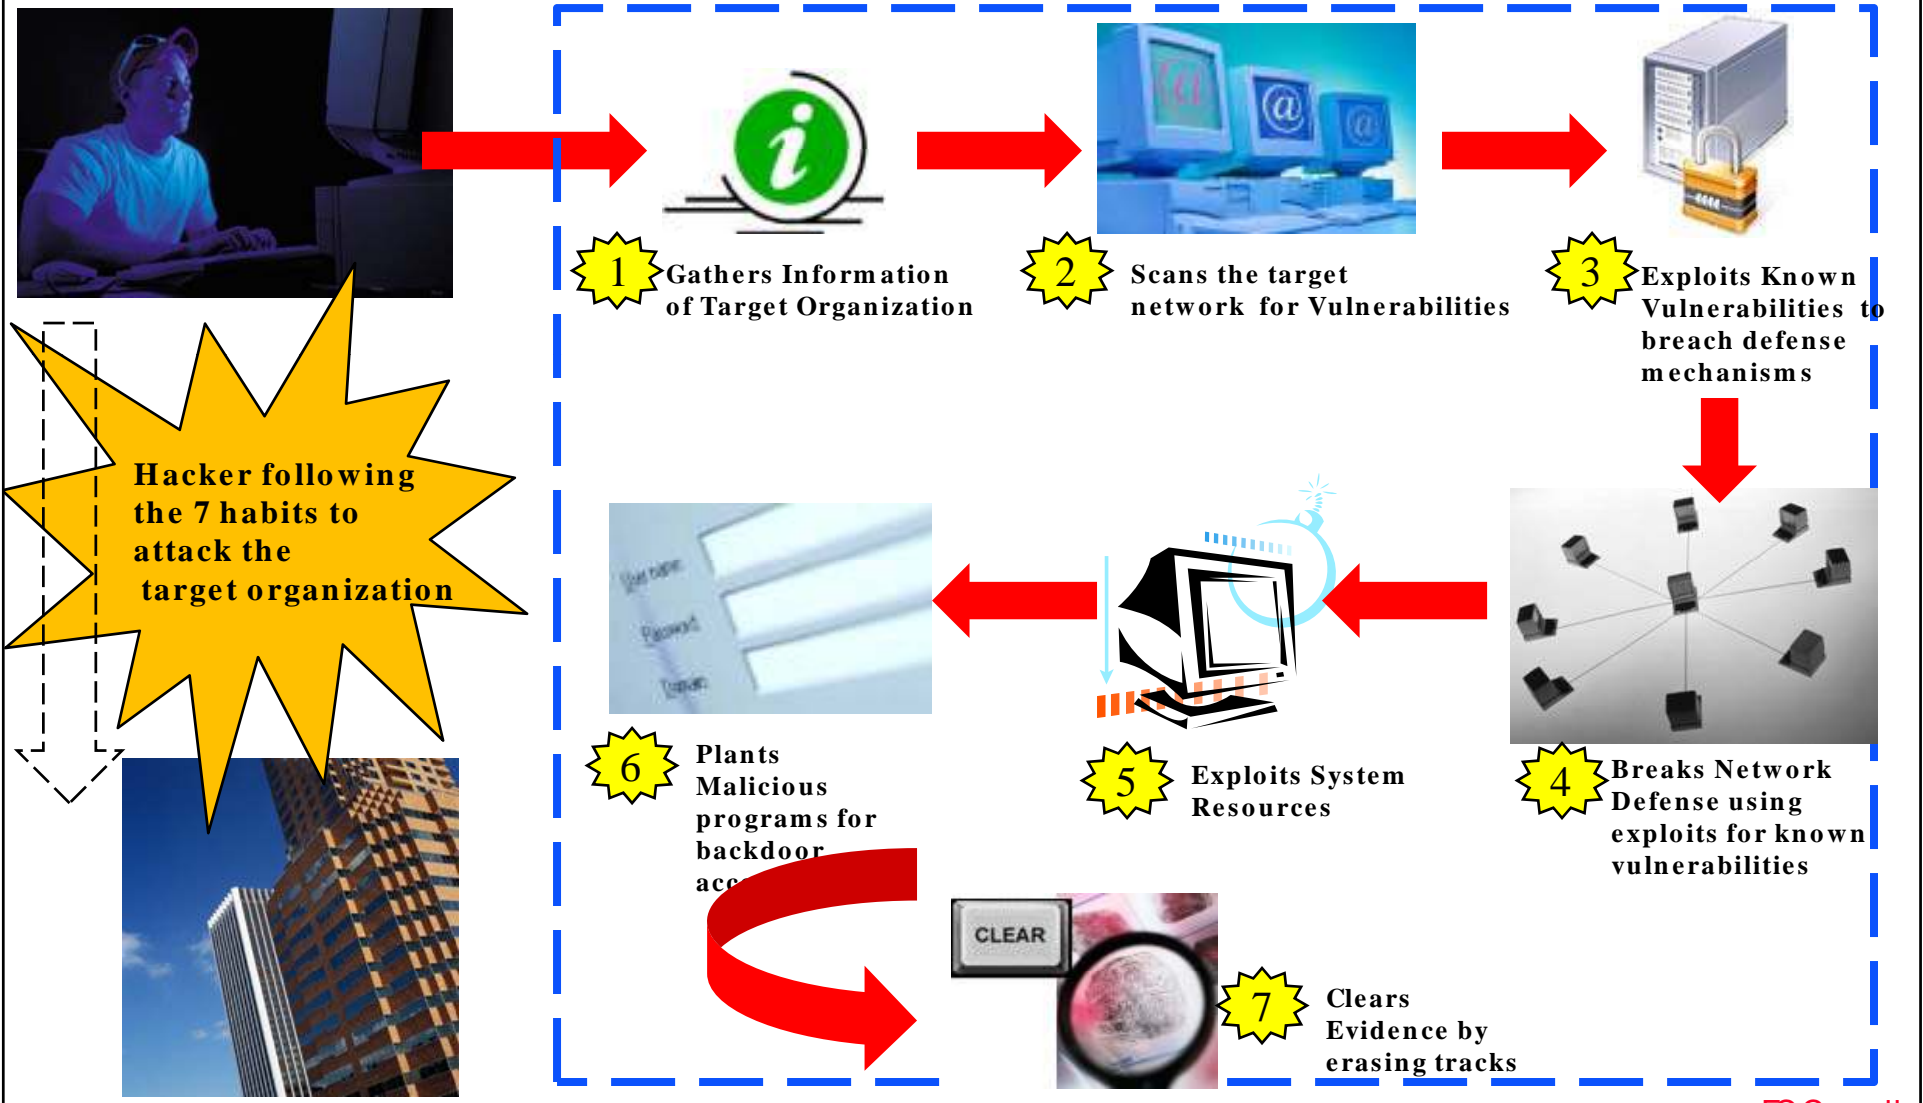 1
Gathers Information
of Target Organization
2
Scans the target
network for Vulnerabilities
3
Exploits Known
Vulnerabilities to
breach defense
mechanisms
Hacker following
the 7 habits to
attack the
target organization
User name:
Password
6
Plants
Malicious
programs for
backdoor
5
Exploits System
Resources
4
Breaks Network
Defense using
exploits for known
vulnerabilities
CLEAR
7
Clears
Evidence by
erasing tracks